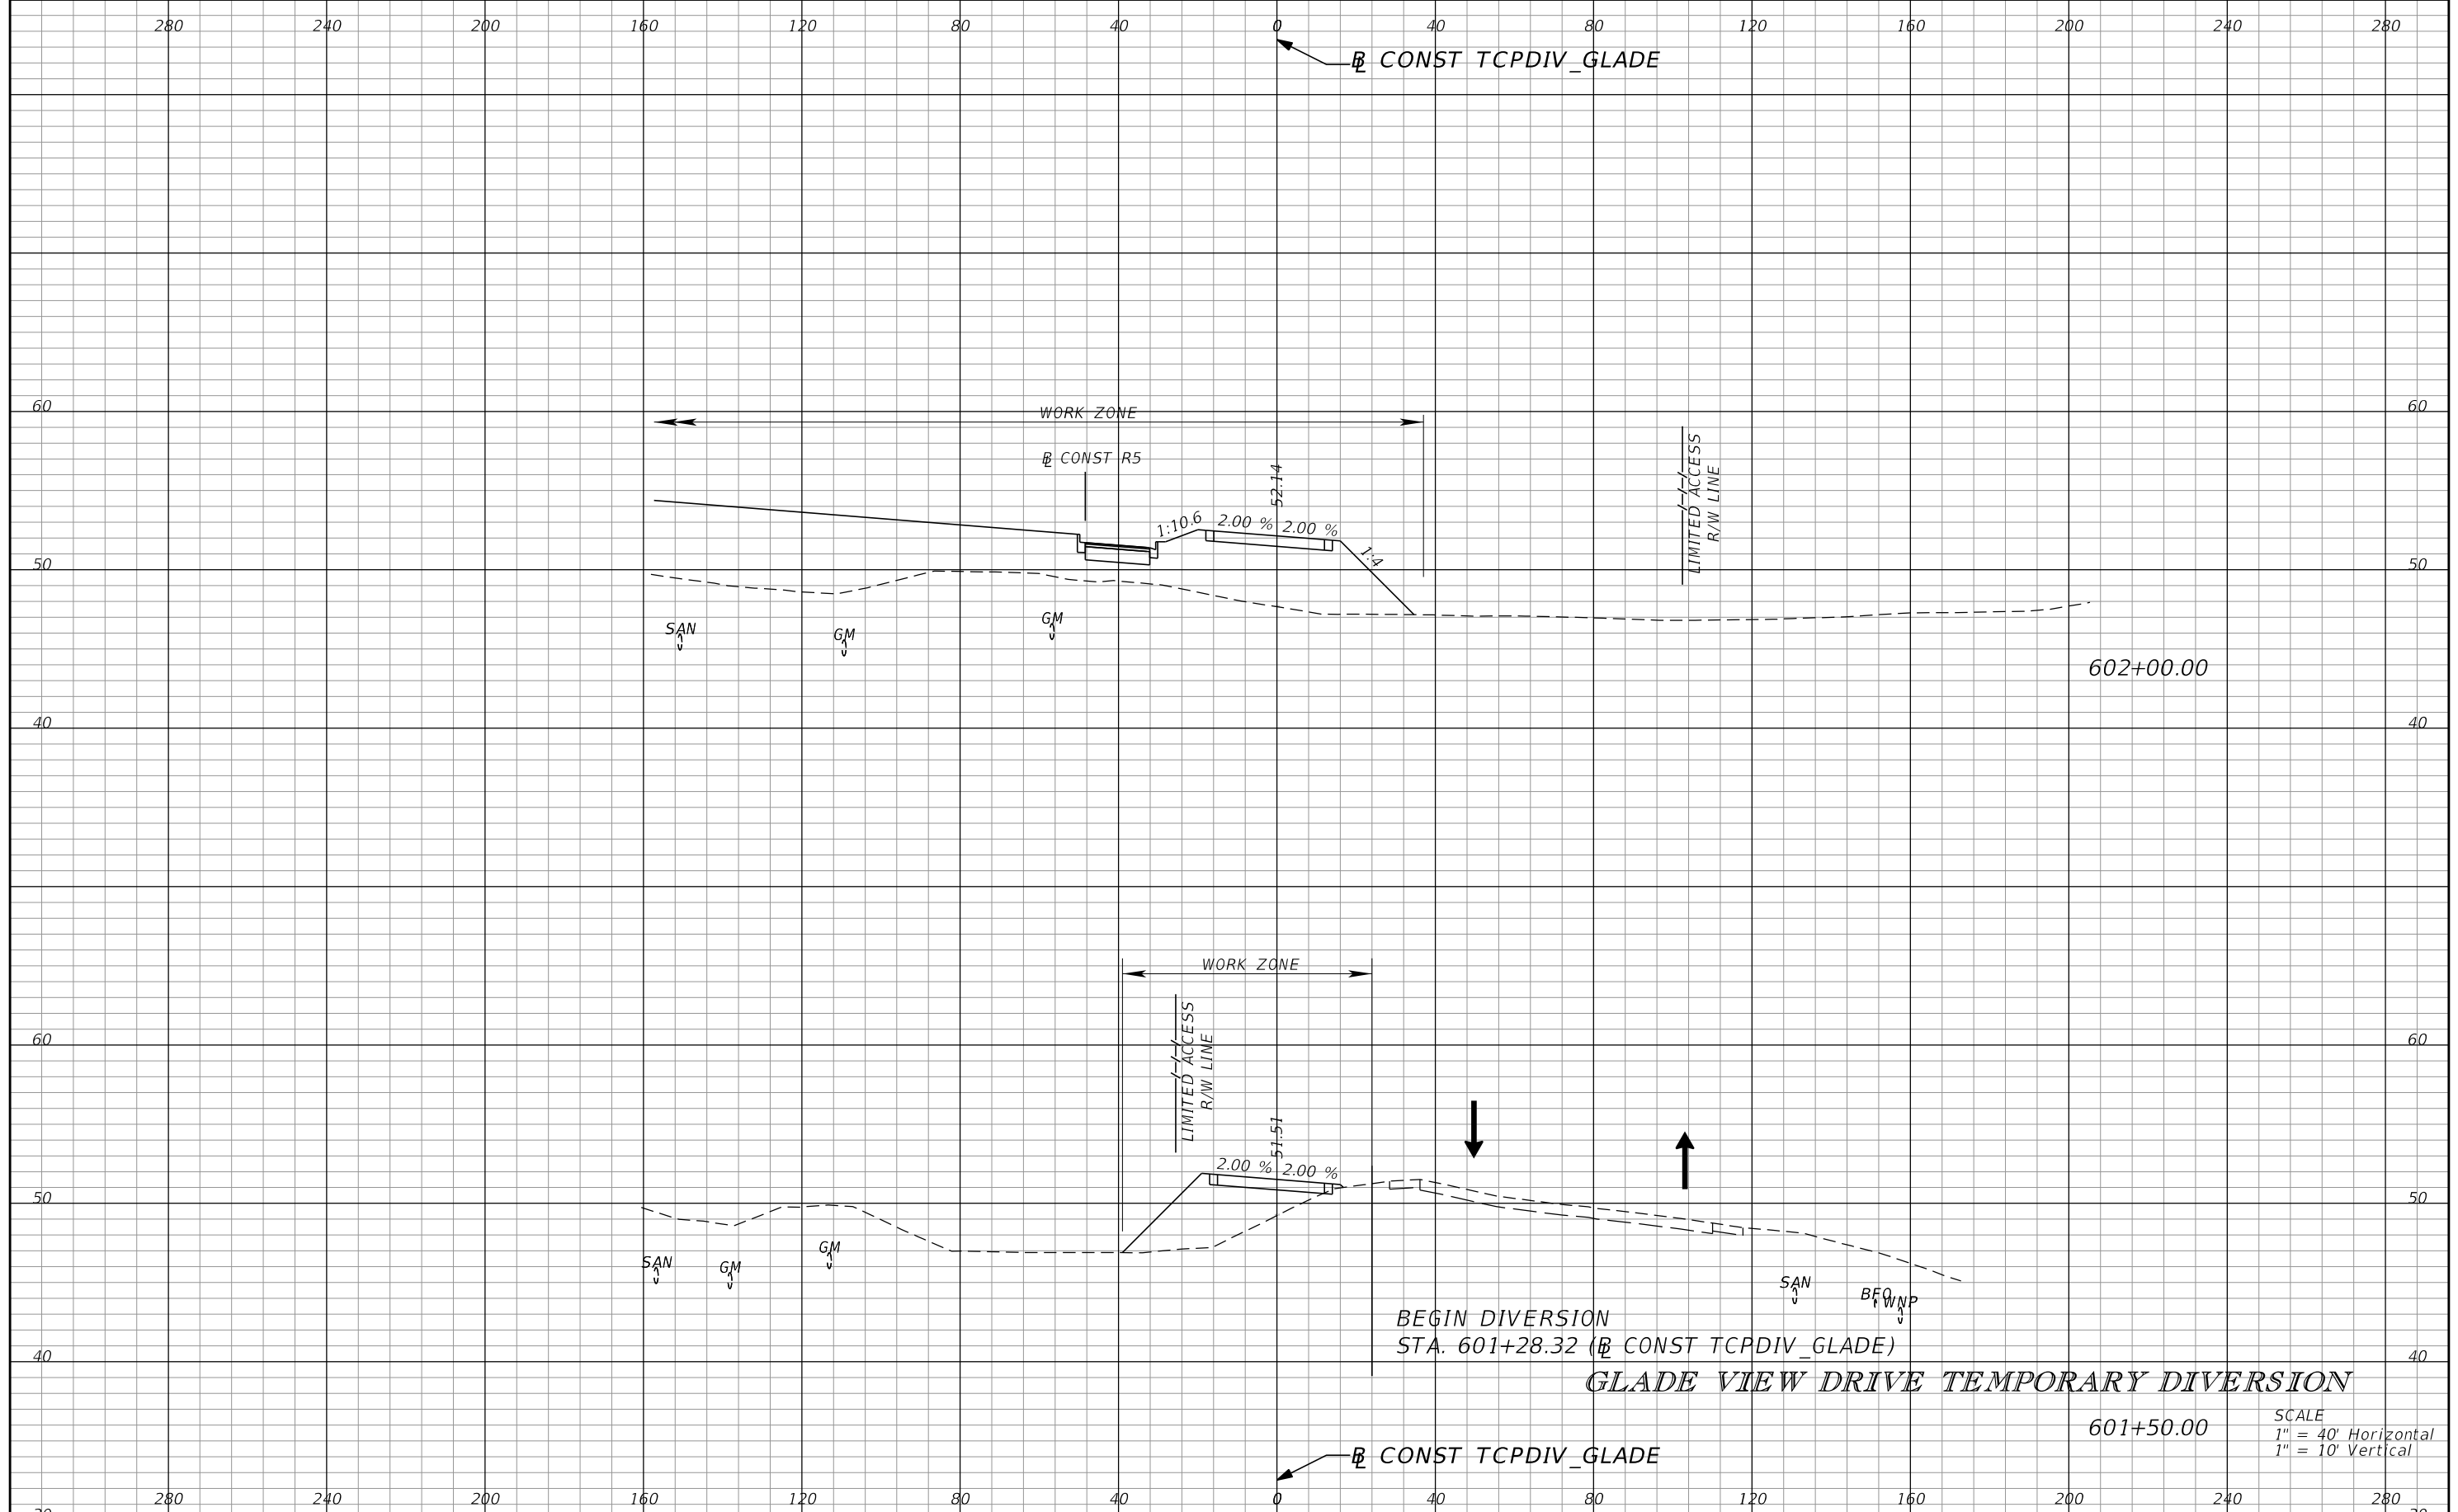 280 240 200 160 120 80 40 0 40 80 120 160 200 240 280
℄ CONST TCPDIV_GLADE
60 60
WORK ZONE
℄ CONST R5
52.14
LIMITED ACCESS
R/W LINE
1:10.6
2.00 % 2.00 %
1:4
50 50
SAN
GM
GM
602+00.00
40 40
WORK ZONE
LIMITED ACCESS
R/W LINE
60 60
51.51
2.00 % 2.00 %
50 50
SAN
GM
GM
SAN
BFO
WNP
BEGIN DIVERSION
STA. 601+28.32 (℄ CONST TCPDIV_GLADE)
40 40
GLADE VIEW DRIVE TEMPORARY DIVERSION
601+50.00
SCALE
1" = 40' Horizontal
1" = 10' Vertical
℄ CONST TCPDIV_GLADE
280 240 200 160 120 80 40 0 40 80 120 160 200 240 280